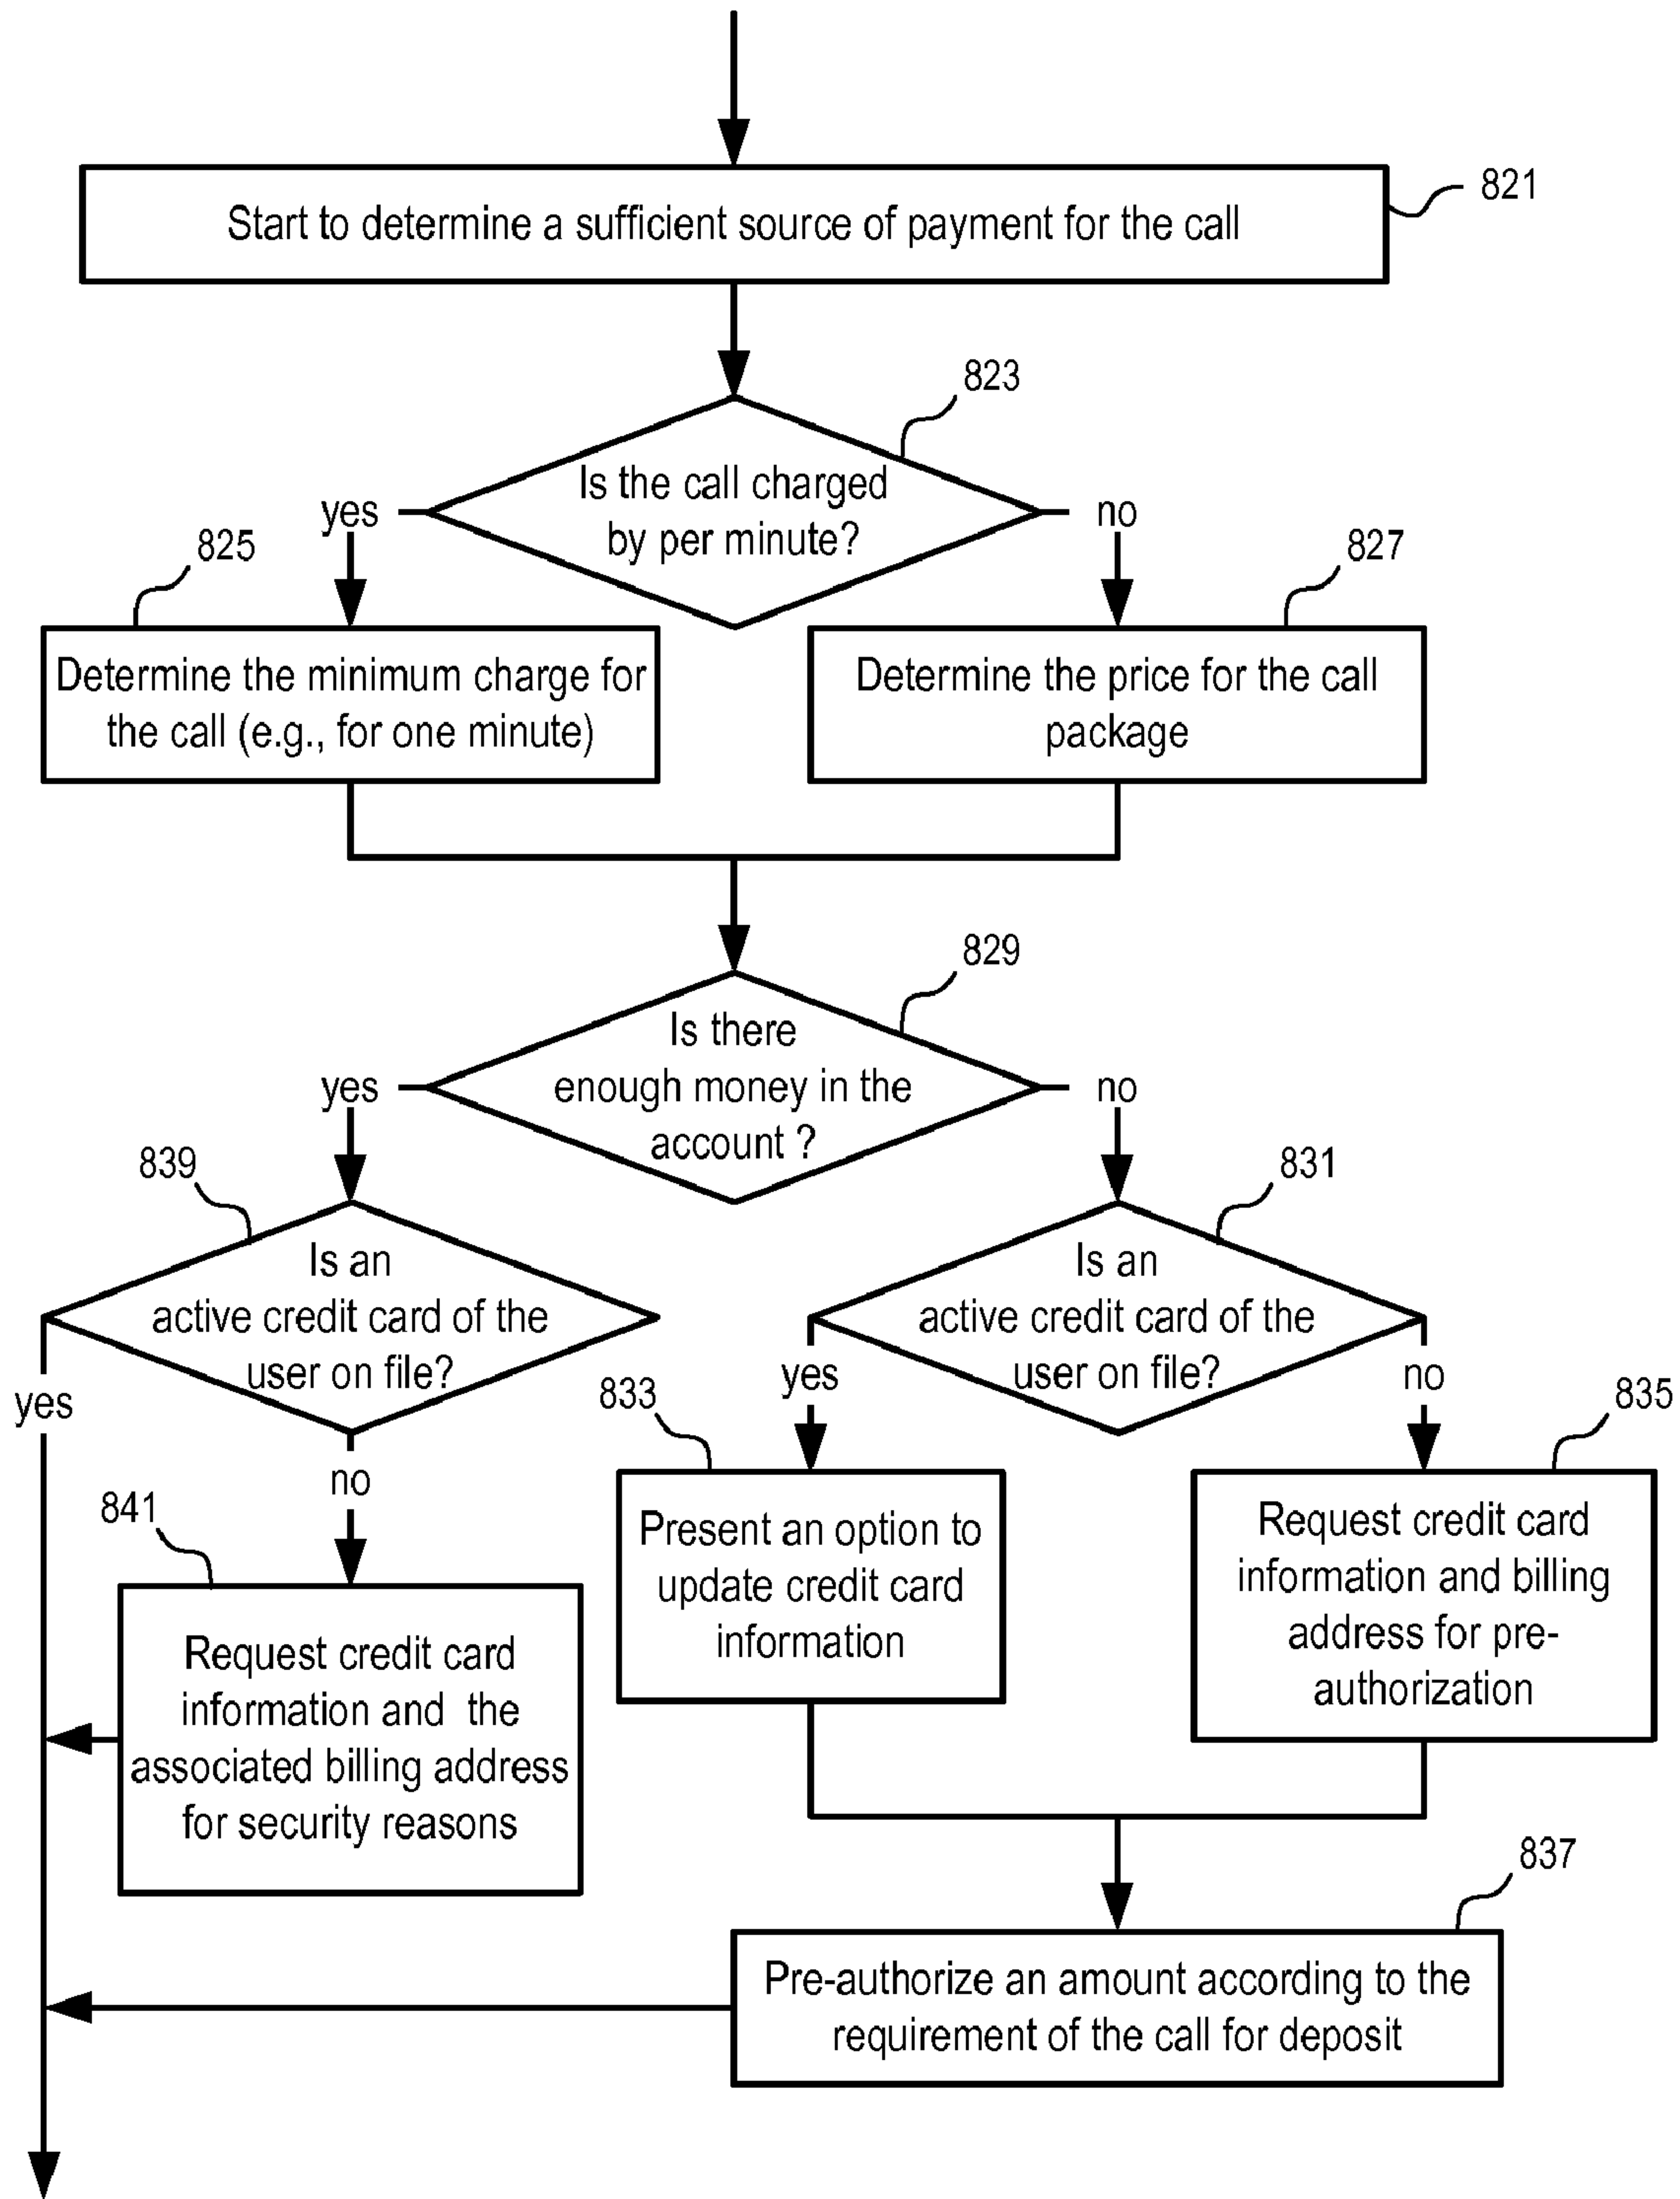 821
Start to determine a sufficient source of payment for the call
823
Is the call charged
by per minute?
yes
no
825
827
Determine the minimum charge for
the call (e.g., for one minute)
Determine the price for the call
package
829
Is there
enough money in the
account ?
yes
no
839
831
Is an
active credit card of the
user on file?
Is an
active credit card of the
user on file?
yes
no
yes
no
833
835
841
Present an option to
update credit card
information
Request credit card
information and billing
address for pre-
authorization
Request credit card
information and  the
associated billing address
for security reasons
837
Pre-authorize an amount according to the
requirement of the call for deposit